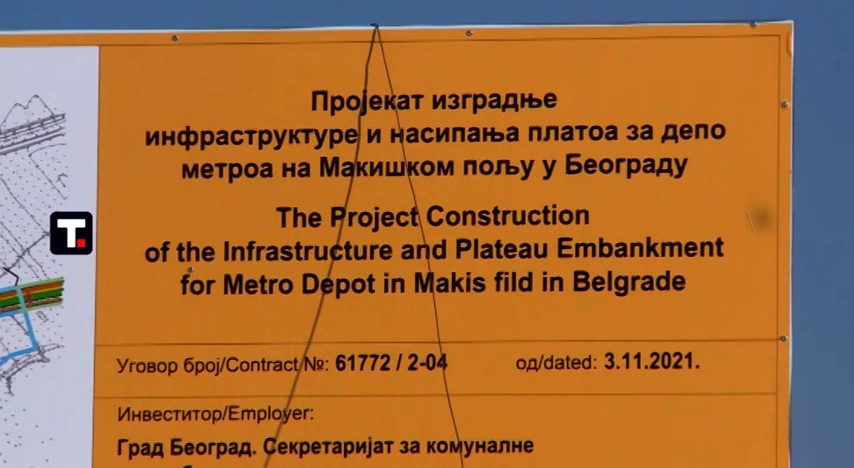 Пројекат изградње
инфраструктуре и насипања платоа за депо
метроа на Макишком пољу у Београду
The Project Construction
of the Infrastructure and Plateau Embankment
for Metro Depot in Makis fild in Belgrade
T.
Уговор број/Contract №: 61772 / 2-04 од/dated: 3.11.2021.
Инвеститор/Employer:
Град Београд. Секретаријат за комуналне